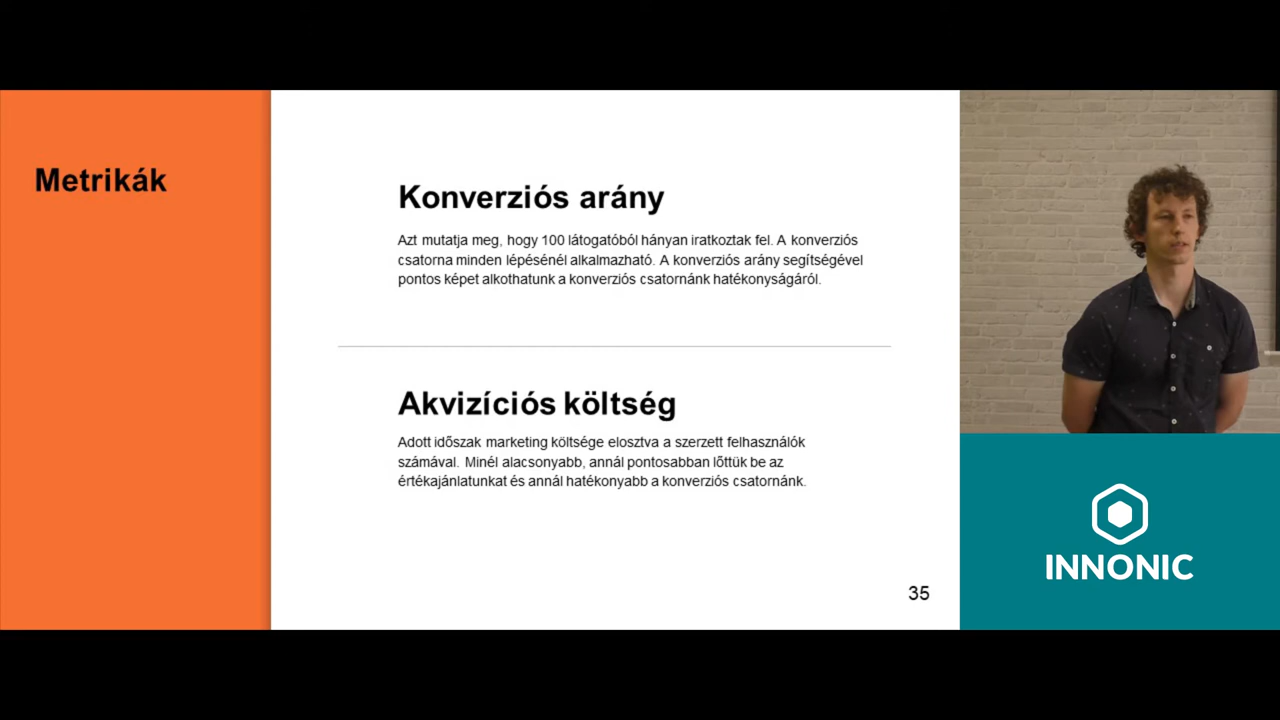 Metrikák
Konverziós arány
Azt mutatja meg, hogy 100 látogatóból hányan iratkoztak fel. A konverziós
csatorna minden lépésénél alkalmazható. A konverziós arány segítségével
pontos képet alkothatunk a konverziós csatornánk hatékonyságáról.
Akvizíciós költség
Adott időszak marketing költsége elosztva a szerzett felhasználók
számával. Minél alacsonyabb, annál pontosabban lőttük be az
értékajánlatunkat és annál hatékonyabb a konverziós csatornánk.
35
INNONIC